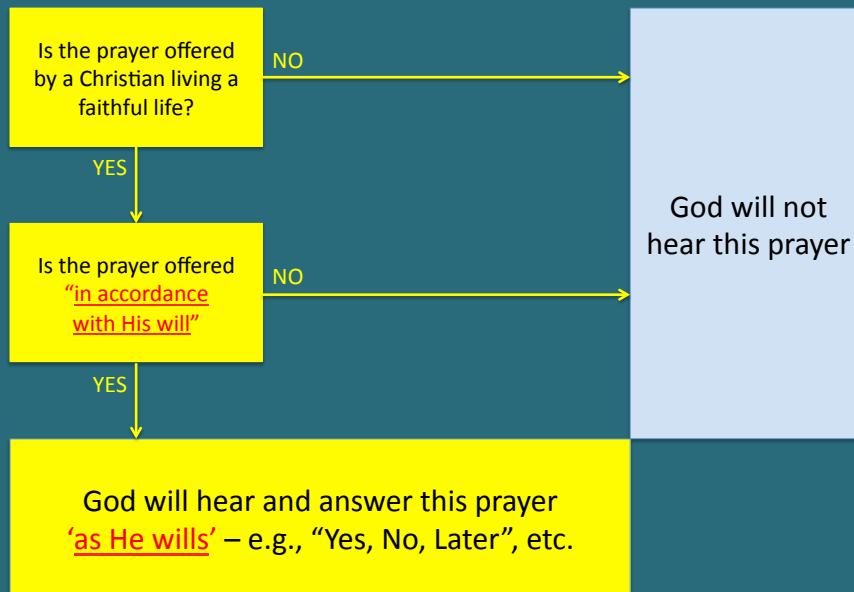 Is the prayer offered
by a Christian living a
faithful life?
NO
YES
God will not
hear this prayer
Is the prayer offered
“in accordance
with His will”
NO
YES
God will hear and answer this prayer
‘as He wills’ – e.g., “Yes, No, Later”, etc.